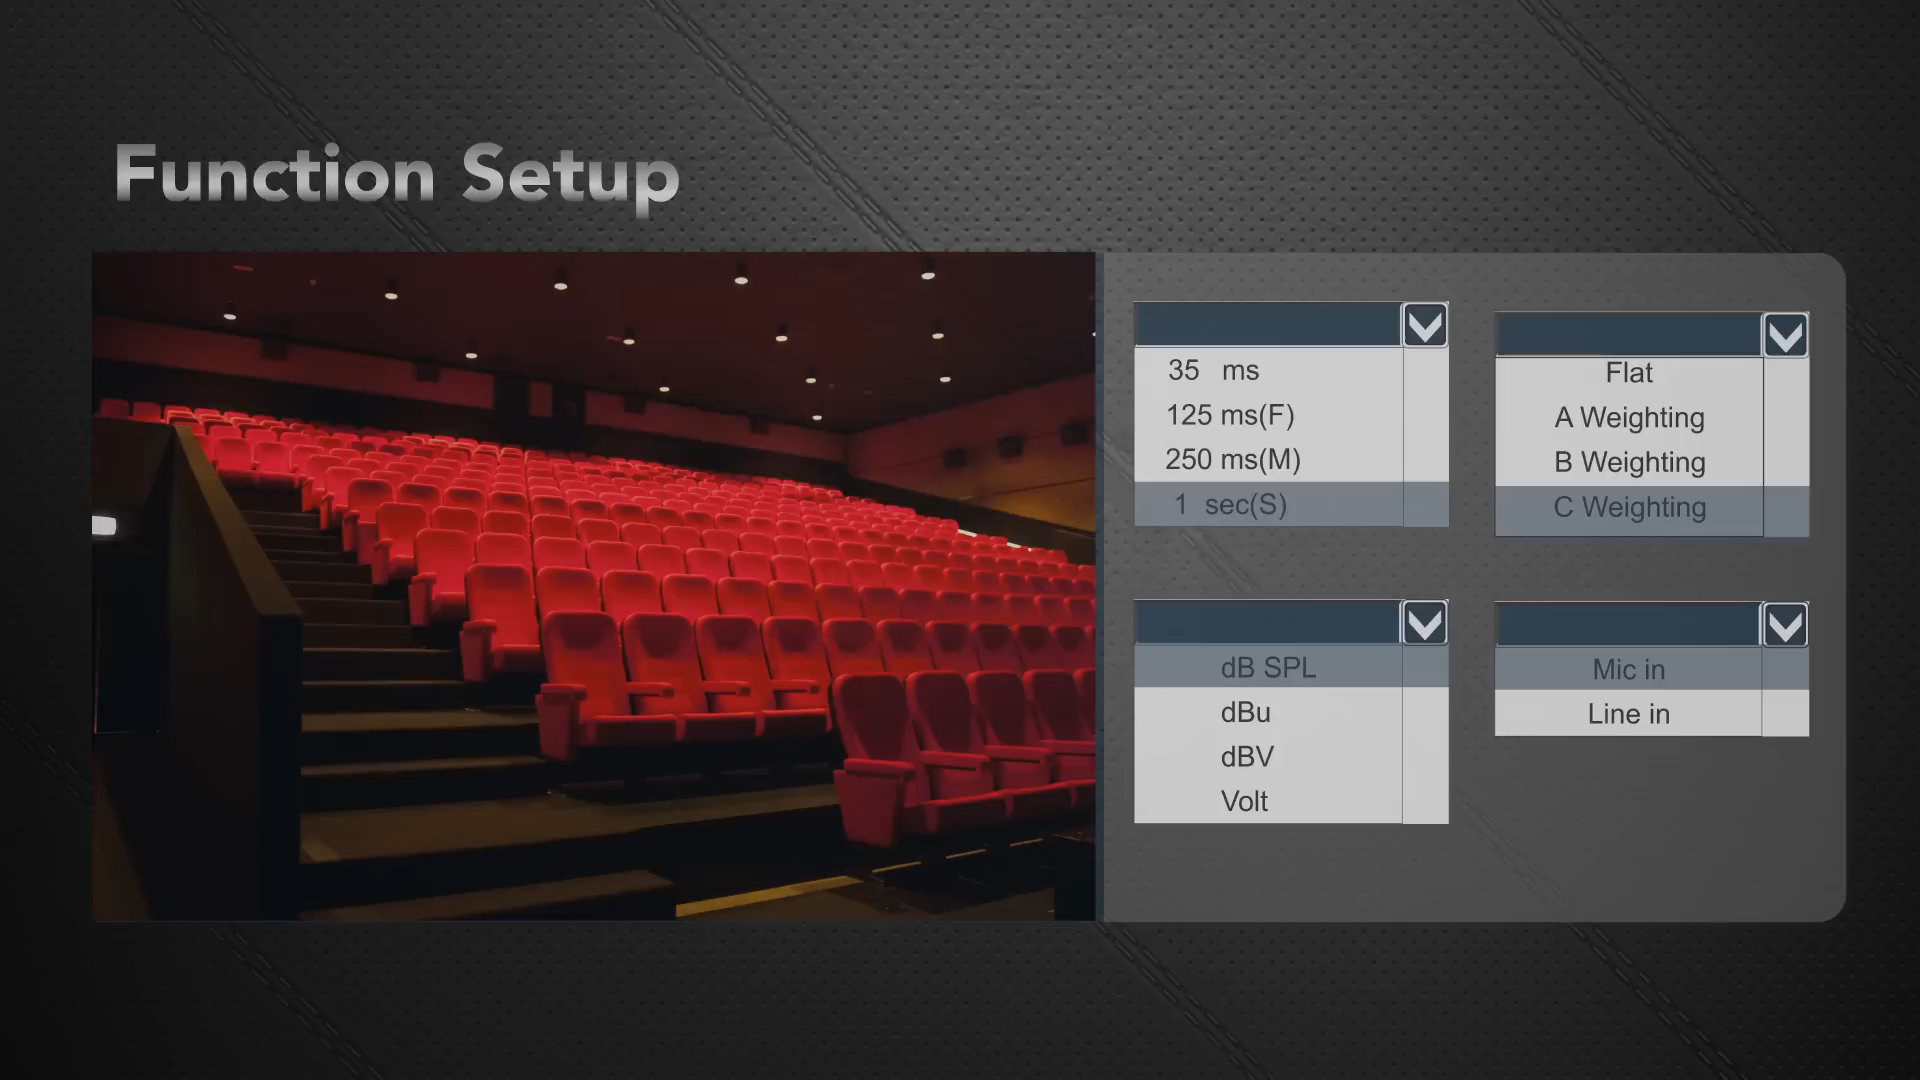 Function Setup
35 ms
125 ms(F)
250 ms(M)
1 sec(S)
Flat
A Weighting
B Weighting
C Weighting
dB SPL
dBu
dBV
Volt
Mic in
Line in